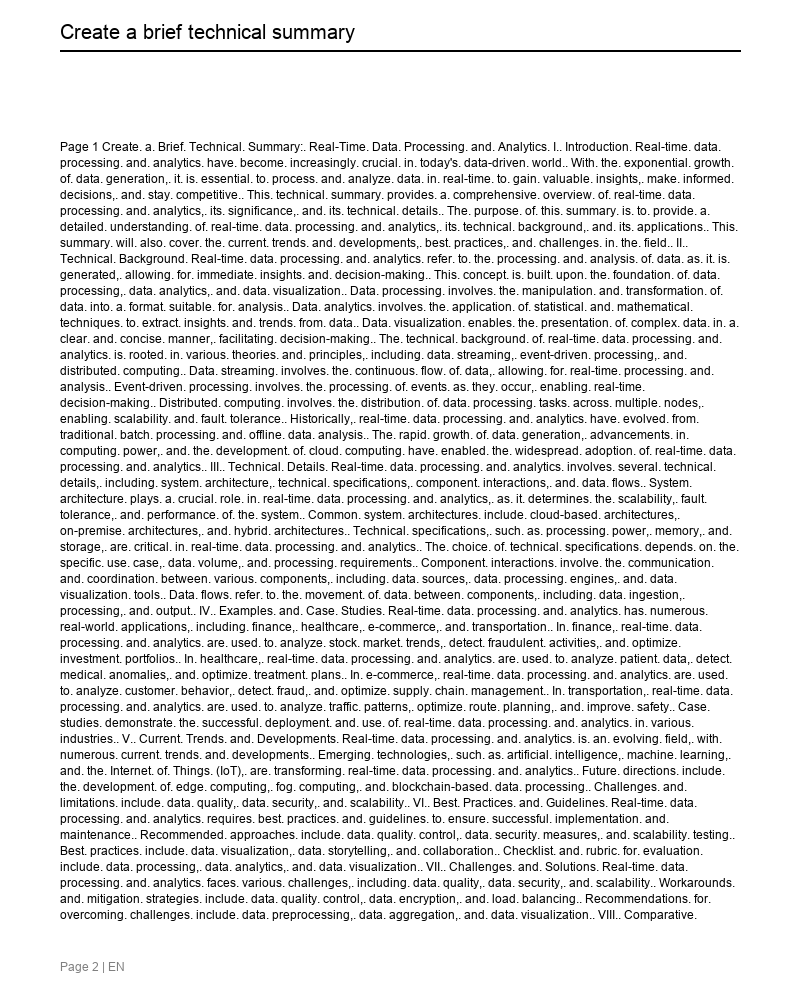 Create a brief technical summary
Page 1 Create. a. Brief. Technical. Summary:. Real-Time. Data. Processing. and. Analytics. I.. Introduction. Real-time. data.
processing. and. analytics. have. become. increasingly. crucial. in. today's. data-driven. world.. With. the. exponential. growth.
of. data. generation,. it. is. essential. to. process. and. analyze. data. in. real-time. to. gain. valuable. insights,. make. informed.
decisions,. and. stay. competitive.. This. technical. summary. provides. a. comprehensive. overview. of. real-time. data.
processing. and. analytics,. its. significance,. and. its. technical. details.. The. purpose. of. this. summary. is. to. provide. a.
detailed. understanding. of. real-time. data. processing. and. analytics,. its. technical. background,. and. its. applications.. This.
summary. will. also. cover. the. current. trends. and. developments,. best. practices,. and. challenges. in. the. field.. II..
Technical. Background. Real-time. data. processing. and. analytics. refer. to. the. processing. and. analysis. of. data. as. it. is.
generated,. allowing. for. immediate. insights. and. decision-making.. This. concept. is. built. upon. the. foundation. of. data.
processing,. data. analytics,. and. data. visualization.. Data. processing. involves. the. manipulation. and. transformation. of.
data. into. a. format. suitable. for. analysis.. Data. analytics. involves. the. application. of. statistical. and. mathematical.
techniques. to. extract. insights. and. trends. from. data.. Data. visualization. enables. the. presentation. of. complex. data. in. a.
clear. and. concise. manner,. facilitating. decision-making.. The. technical. background. of. real-time. data. processing. and.
analytics. is. rooted. in. various. theories. and. principles,. including. data. streaming,. event-driven. processing,. and.
distributed. computing.. Data. streaming. involves. the. continuous. flow. of. data,. allowing. for. real-time. processing. and.
analysis.. Event-driven. processing. involves. the. processing. of. events. as. they. occur,. enabling. real-time.
decision-making.. Distributed. computing. involves. the. distribution. of. data. processing. tasks. across. multiple. nodes,.
enabling. scalability. and. fault. tolerance.. Historically,. real-time. data. processing. and. analytics. have. evolved. from.
traditional. batch. processing. and. offline. data. analysis.. The. rapid. growth. of. data. generation,. advancements. in.
computing. power,. and. the. development. of. cloud. computing. have. enabled. the. widespread. adoption. of. real-time. data.
processing. and. analytics.. III.. Technical. Details. Real-time. data. processing. and. analytics. involves. several. technical.
details,. including. system. architecture,. technical. specifications,. component. interactions,. and. data. flows.. System.
architecture. plays. a. crucial. role. in. real-time. data. processing. and. analytics,. as. it. determines. the. scalability,. fault.
tolerance,. and. performance. of. the. system.. Common. system. architectures. include. cloud-based. architectures,.
on-premise. architectures,. and. hybrid. architectures.. Technical. specifications,. such. as. processing. power,. memory,. and.
storage,. are. critical. in. real-time. data. processing. and. analytics.. The. choice. of. technical. specifications. depends. on. the.
specific. use. case,. data. volume,. and. processing. requirements.. Component. interactions. involve. the. communication.
and. coordination. between. various. components,. including. data. sources,. data. processing. engines,. and. data.
visualization. tools.. Data. flows. refer. to. the. movement. of. data. between. components,. including. data. ingestion,.
processing,. and. output.. IV.. Examples. and. Case. Studies. Real-time. data. processing. and. analytics. has. numerous.
real-world. applications,. including. finance,. healthcare,. e-commerce,. and. transportation.. In. finance,. real-time. data.
processing. and. analytics. are. used. to. analyze. stock. market. trends,. detect. fraudulent. activities,. and. optimize.
investment. portfolios.. In. healthcare,. real-time. data. processing. and. analytics. are. used. to. analyze. patient. data,. detect.
medical. anomalies,. and. optimize. treatment. plans.. In. e-commerce,. real-time. data. processing. and. analytics. are. used.
to. analyze. customer. behavior,. detect. fraud,. and. optimize. supply. chain. management.. In. transportation,. real-time. data.
processing. and. analytics. are. used. to. analyze. traffic. patterns,. optimize. route. planning,. and. improve. safety.. Case.
studies. demonstrate. the. successful. deployment. and. use. of. real-time. data. processing. and. analytics. in. various.
industries.. V.. Current. Trends. and. Developments. Real-time. data. processing. and. analytics. is. an. evolving. field,. with.
numerous. current. trends. and. developments.. Emerging. technologies,. such. as. artificial. intelligence,. machine. learning,.
and. the. Internet. of. Things. (IoT),. are. transforming. real-time. data. processing. and. analytics.. Future. directions. include.
the. development. of. edge. computing,. fog. computing,. and. blockchain-based. data. processing.. Challenges. and.
limitations. include. data. quality,. data. security,. and. scalability.. VI.. Best. Practices. and. Guidelines. Real-time. data.
processing. and. analytics. requires. best. practices. and. guidelines. to. ensure. successful. implementation. and.
maintenance.. Recommended. approaches. include. data. quality. control,. data. security. measures,. and. scalability. testing..
Best. practices. include. data. visualization,. data. storytelling,. and. collaboration.. Checklist. and. rubric. for. evaluation.
include. data. processing,. data. analytics,. and. data. visualization.. VII.. Challenges. and. Solutions. Real-time. data.
processing. and. analytics. faces. various. challenges,. including. data. quality,. data. security,. and. scalability.. Workarounds.
and. mitigation. strategies. include. data. quality. control,. data. encryption,. and. load. balancing.. Recommendations. for.
overcoming. challenges. include. data. preprocessing,. data. aggregation,. and. data. visualization.. VIII.. Comparative.
Page 2 | EN